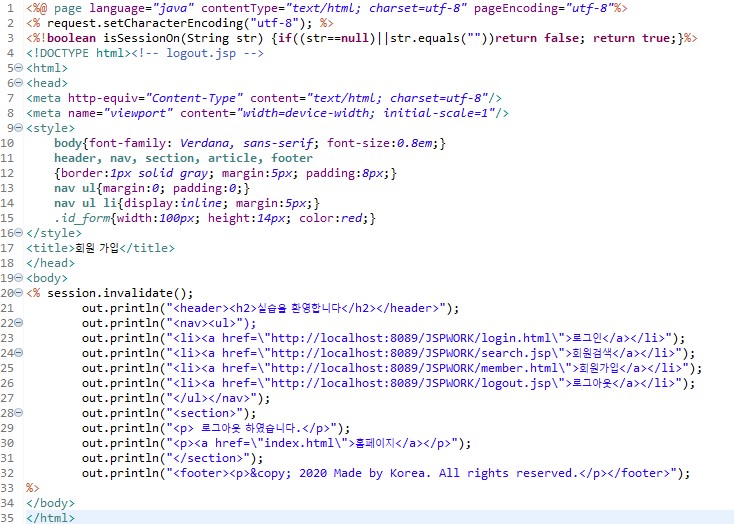 1 <%@ page language="java" contentType="text/html; charset=utf-8" pageEncoding="utf-8"%>
2 <% request.setCharacterEncoding("utf-8"); %>
3 <%!boolean isSessionOn(String str) {if((str==null)||str.equals(""))return false; return true;}%>
4 <!DOCTYPE html><!-- logout.jsp -->
5 <html>
6 <head>
7 <meta http-equiv="Content-Type" content="text/html; charset=utf-8"/>
8 <meta name="viewport" content="width=device-width; initial-scale=1"/>
9 <style>
10     body{font-family: Verdana, sans-serif; font-size:0.8em;}
11     header, nav, section, article, footer
12     {border:1px solid gray; margin:5px; padding:8px;}
13     nav ul{margin:0; padding:0;}
14     nav ul li{display:inline; margin:5px;}
15     .id_form{width:100px; height:14px; color:red;}
16 </style>
17 <title>회원 가입</title>
18 </head>
19 <body>
20 <% session.invalidate();
21         out.println("<header><h2>실습을 환영합니다</h2></header>");
22         out.println("<nav><ul>");
23         out.println("<li><a href=\"http://localhost:8089/JSPWORK/login.html\">로그인</a></li>");
24         out.println("<li><a href=\"http://localhost:8089/JSPWORK/search.jsp\">회원검색</a></li>");
25         out.println("<li><a href=\"http://localhost:8089/JSPWORK/member.html\">회원가입</a></li>");
26         out.println("<li><a href=\"http://localhost:8089/JSPWORK/logout.jsp\">로그아웃</a></li>");
27         out.println("</ul></nav>");
28         out.println("<section>");
29         out.println("<p> 로그아웃 하였습니다.</p>");
30         out.println("<p><a href=\"index.html\">홈페이지</a></p>");
31         out.println("</section>");
32         out.println("<footer><p>&copy; 2020 Made by Korea. All rights reserved.</p></footer>");
33 %>
34 </body>
35 </html>